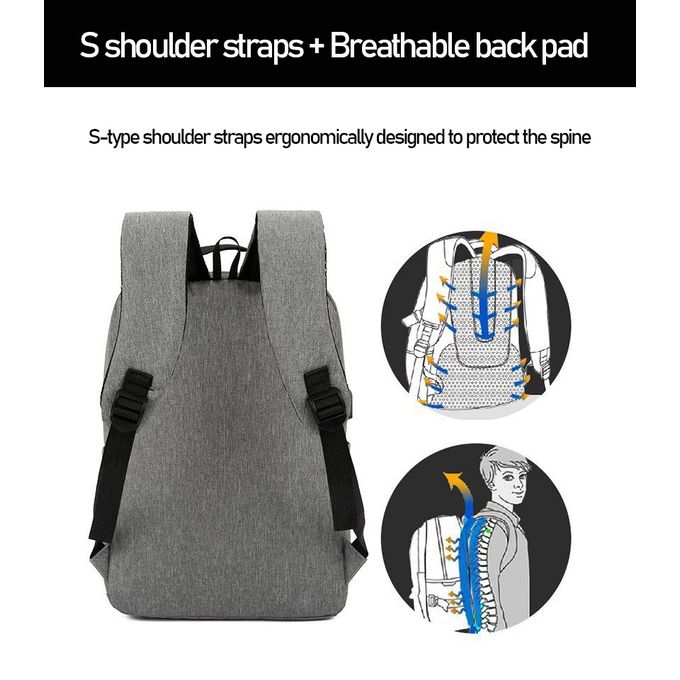 S shoulder straps + Breathable back pad
S-type shoulder straps ergonomically designed to protect the spine